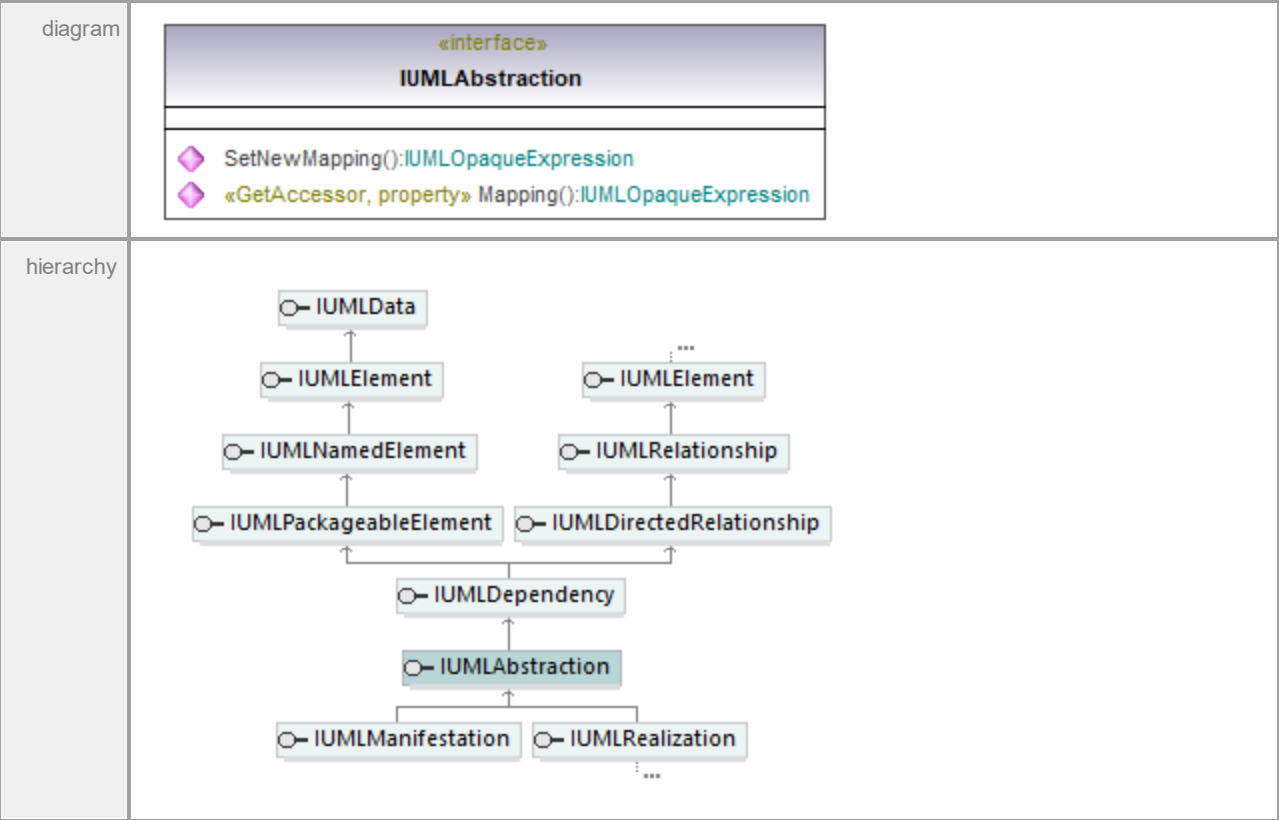 diagram
«interface»
IUMLAbstraction
SetNewMapping():IUMLOpaqueExpression
«GetAccessor, property» Mapping():IUMLOpaqueExpression
hierarchy
IUMLData
...
IUMLElement IUMLElement
IUMLNamedElement IUMLRelationship
IUMLPackageableElement IUMLDirectedRelationship
IUMLDependency
IUMLAbstraction
IUMLManifestation IUMLRealization
...